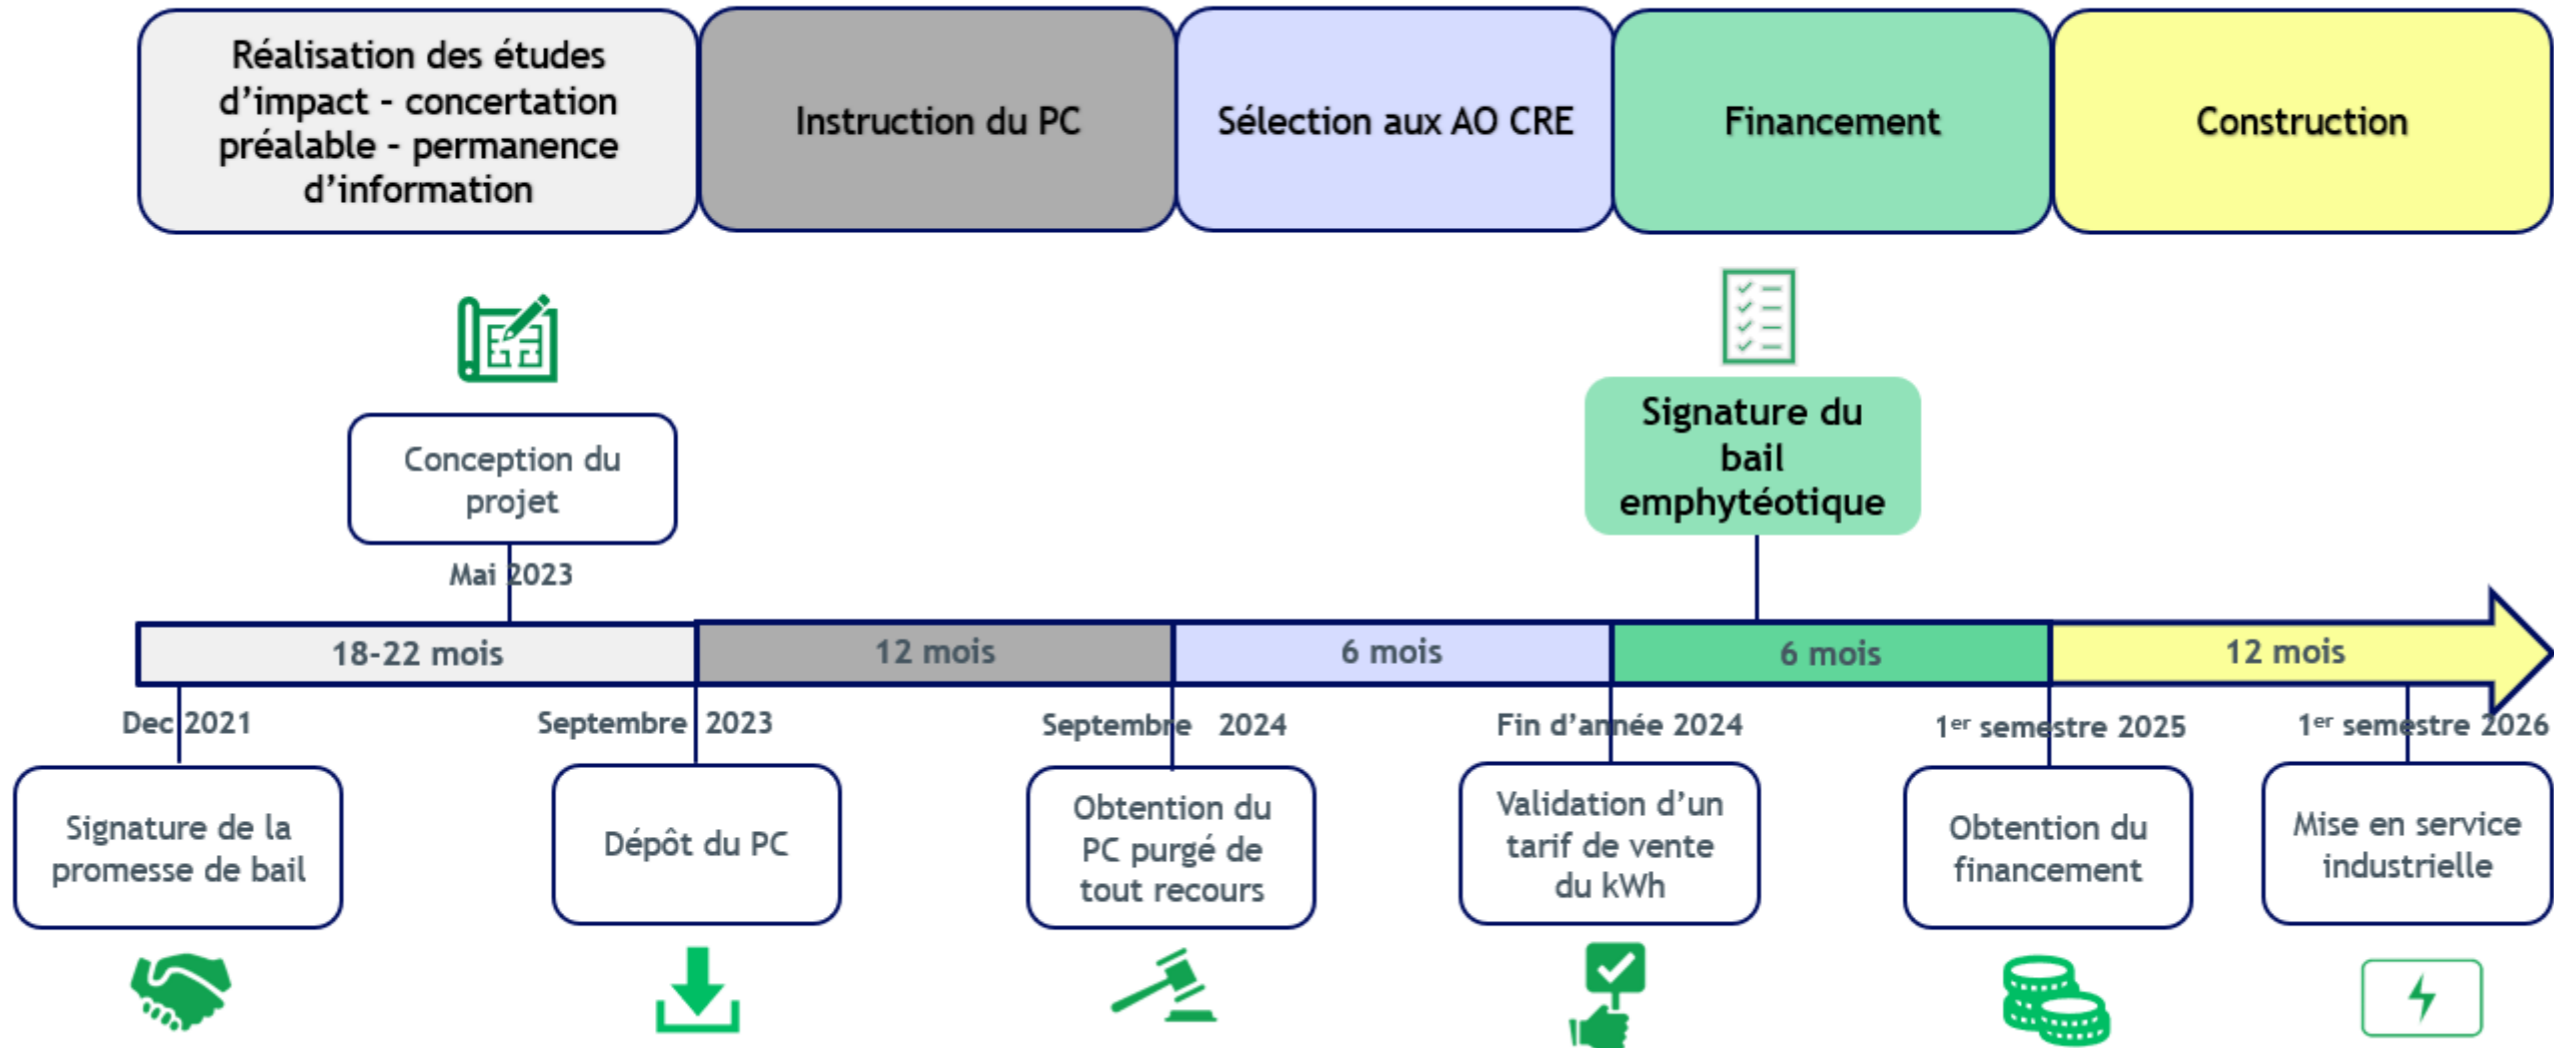 Réalisation des études
d’impact – concertation
préalable – permanence
d’information
Instruction du PC
Sélection aux AO CRE
Financement
Construction
Conception du
projet
Mai 2023
Signature du
bail
emphytéotique
18-22 mois
12 mois
6 mois
6 mois
12 mois
Dec 2021
Septembre 2023
Septembre 2024
Fin d’année 2024
1er semestre 2025
1er semestre 2026
Signature de la
promesse de bail
Dépôt du PC
Obtention du
PC purgé de
tout recours
Validation d’un
tarif de vente
du kWh
Obtention du
financement
Mise en service
industrielle